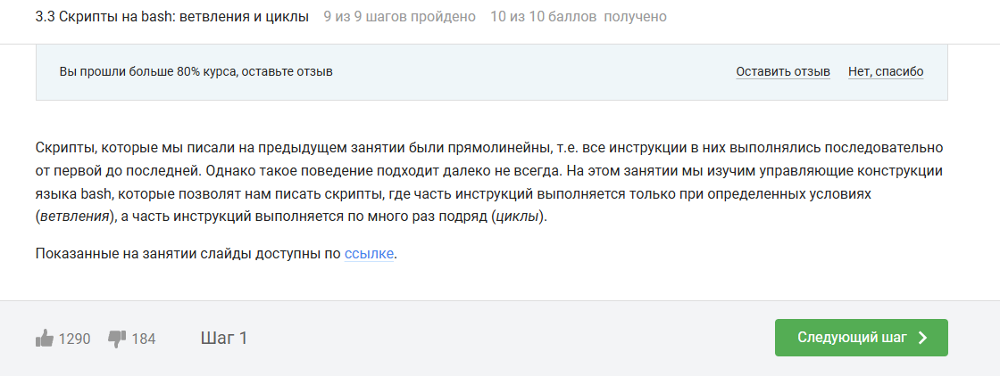 3.3 Скрипты на bash: ветвления и циклы 9 из 9 шагов пройдено 10 из 10 баллов получено
Вы прошли больше 80% курса, оставьте отзыв Оставить отзыв Нет, спасибо
Скрипты, которые мы писали на предыдущем занятии были прямолинейны, т.е. все инструкции в них выполнялись последовательно
от первой до последней. Однако такое поведение подходит далеко не всегда. На этом занятии мы изучим управляющие конструкции
языка bash, которые позволят нам писать скрипты, где часть инструкций выполняется только при определенных условиях
(ветвления), а часть инструкций выполняется по много раз подряд (циклы).
Показанные на занятии слайды доступны по ссылке.
1290 184 Шаг 1 Следующий шаг